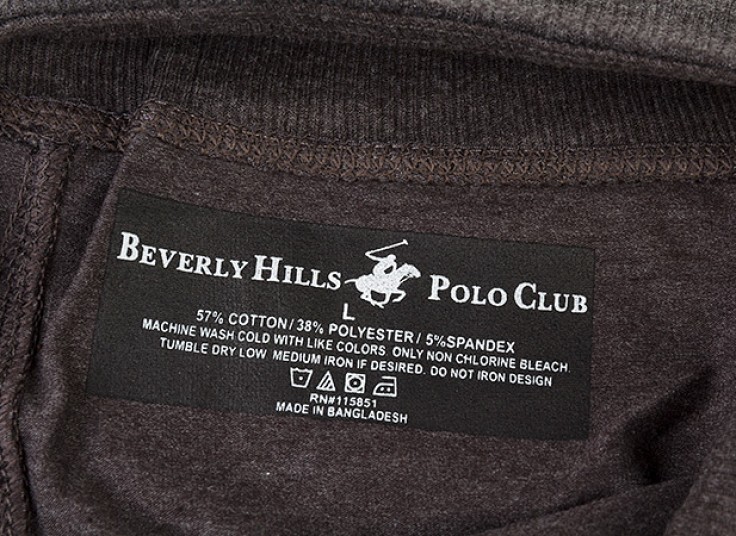 BEVERLY HILLS POLO CLUB
L
57% COTTON / 38% POLYESTER / 5%SPANDEX
MACHINE WASH COLD WITH LIKE COLORS ONLY NON CHLORINE BLEACH.
TUMBLE DRY LOW MEDIUM IRON IF DESIRED. DO NOT IRON DESIGN
RN#115851
MADE IN BANGLADESH